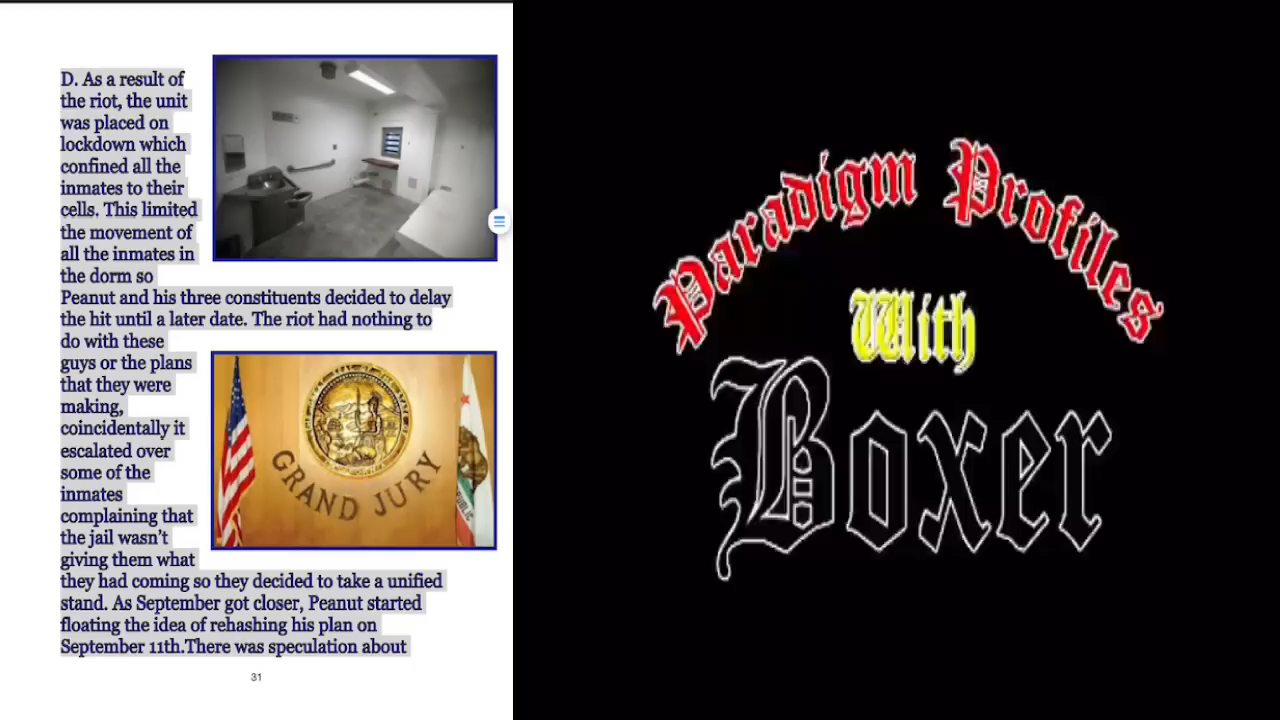 D. As a result of
the riot, the unit
was placed on
lockdown which
confined all the
inmates to their
cells. This limited
the movement of
all the inmates in
the dorm so
Peanut and his three constituents decided to delay
the hit until a later date. The riot had nothing to
do with these
guys or the plans
that they were
making,
coincidentally it
escalated over
some of the
inmates
complaining that
the jail wasn't
giving them what
they had coming so they decided to take a unified
stand. As September got closer, Peanut started
floating the idea of rehashing his plan on
September 11th.There was speculation about
31
GRAND JURY
Paradigm Profiles
With
Boxer